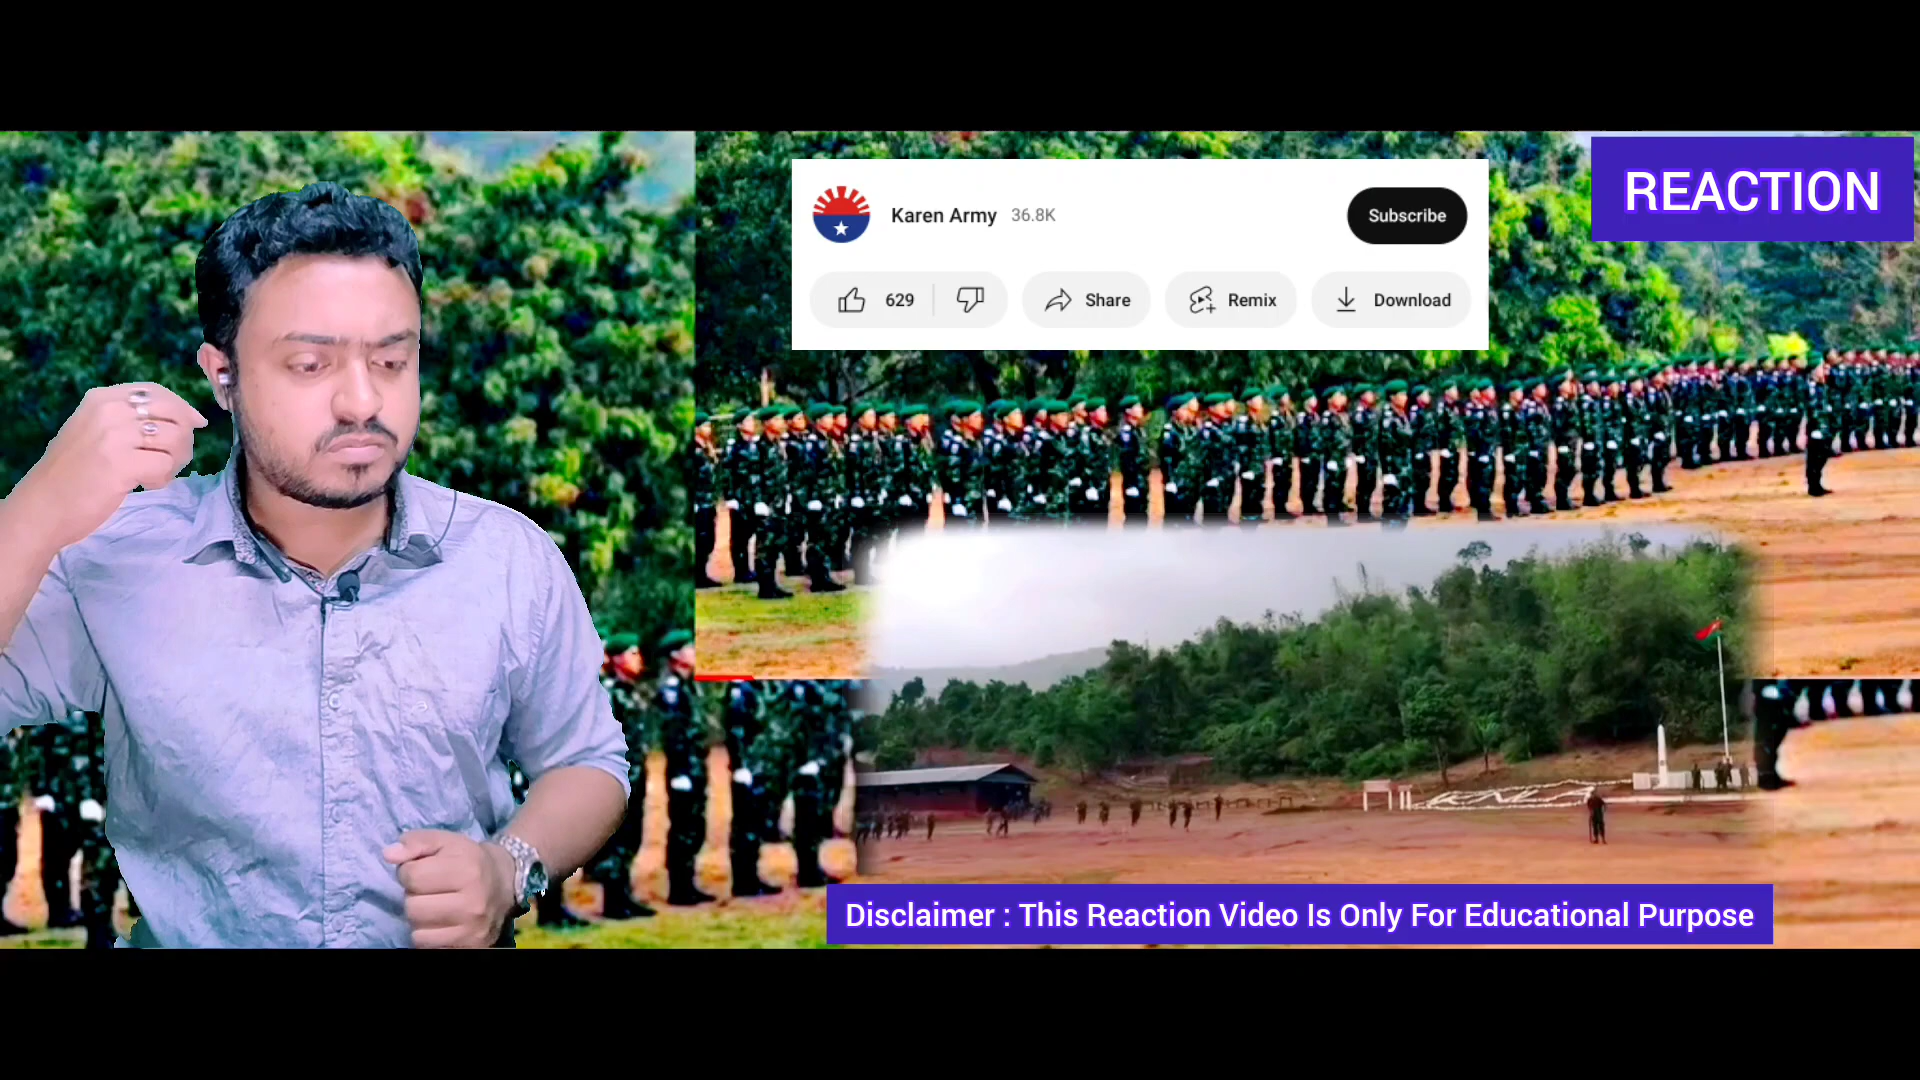 REACTION
Karen Army 36.8K
Subscribe
629
Share
Remix
Download
KNLA
Disclaimer : This Reaction Video Is Only For Educational Purpose